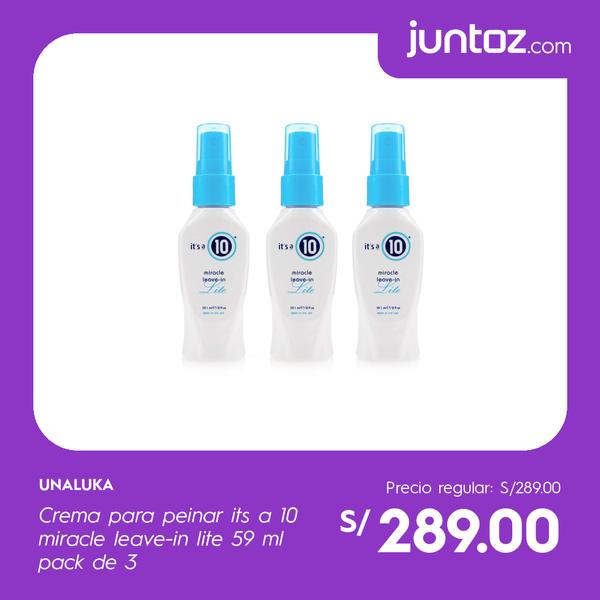 juntoz.com
it's a 10
miracle
leave-in
Lite
it's a 10
miracle
leave-in
Lite
it's a 10
miracle
leave-in
Lite
UNALUKA
Precio regular: S/289.00
Crema para peinar its a 10
miracle leave-in lite 59 ml
pack de 3
S/ 289.00